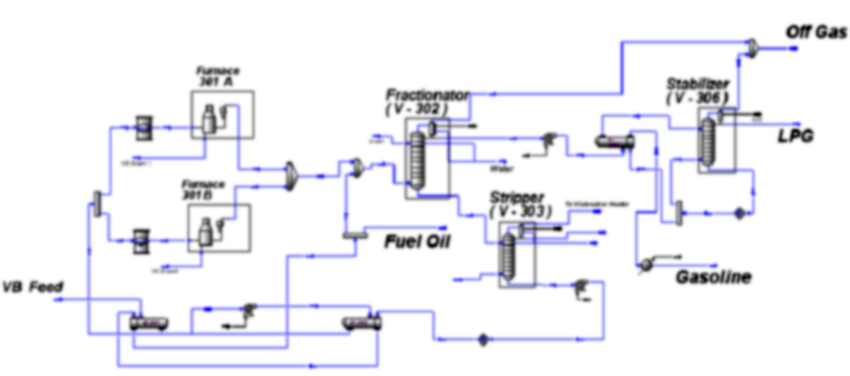 Off Gas
Furnace
301 A
Fractionator
( V - 302 )
Stabilizer
( V - 306 )
LPG
Water
Furnace
301 B
Stripper
( V - 303 )
Fuel Oil
Gasoline
VB Feed